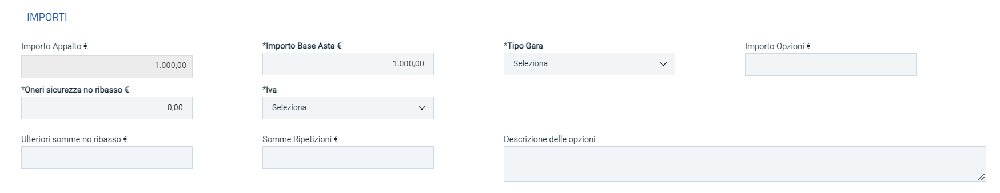 IMPORTI
Importo Appalto € *Importo Base Asta € *Tipo Gara Importo Opzioni €
1.000,00 1.000,00 Seleziona
*Oneri sicurezza no ribasso € *Iva
0,00 Seleziona
Ulteriori somme no ribasso € Somme Ripetizioni € Descrizione delle opzioni